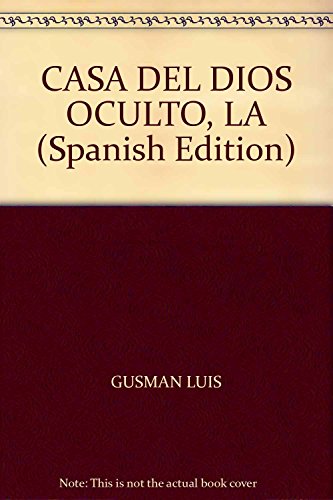 CASA DEL DIOS
OCULTO, LA
(Spanish Edition)
GUSMAN LUIS
Note: This is not the actual book cover